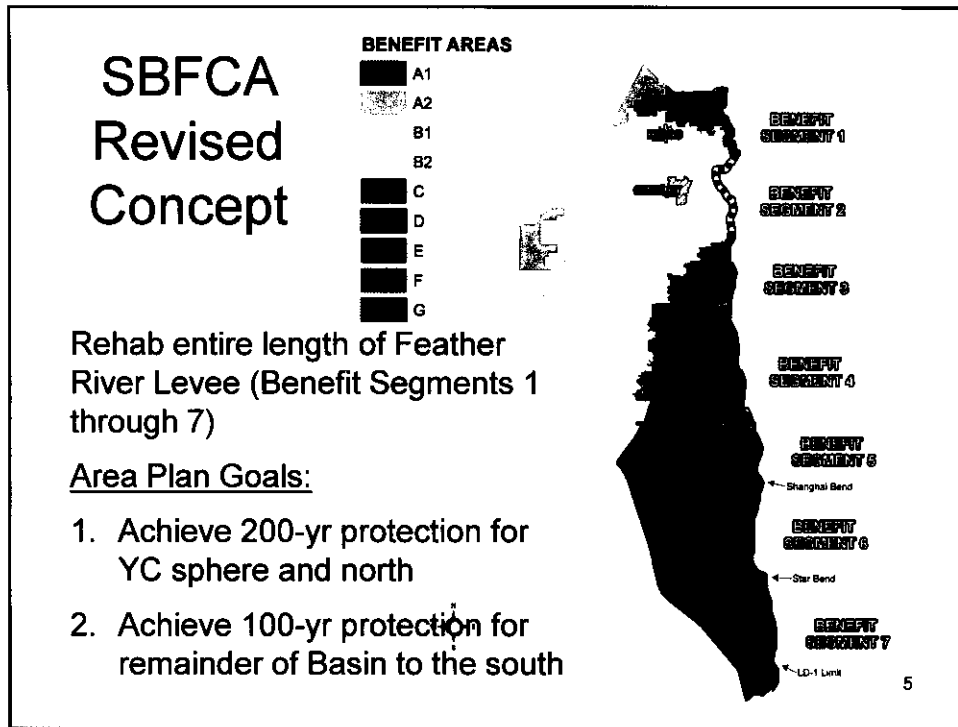 SBFCA
Revised
Concept
BENEFIT AREAS
A1
A2
B1
B2
C
D
E
F
G
Rehab entire length of Feather
River Levee (Benefit Segments 1
through 7)
Area Plan Goals:
1. Achieve 200-yr protection for
YC sphere and north
2. Achieve 100-yr protection for
remainder of Basin to the south
BENEFIT
SEGMENT 1
BENEFIT
SEGMENT 2
BENEFIT
SEGMENT 3
BENEFIT
SEGMENT 4
BENEFIT
SEGMENT 5
Shanghai Bend
BENEFIT
SEGMENT 6
Star Bend
BENEFIT
SEGMENT 7
LD-1 Limit
5